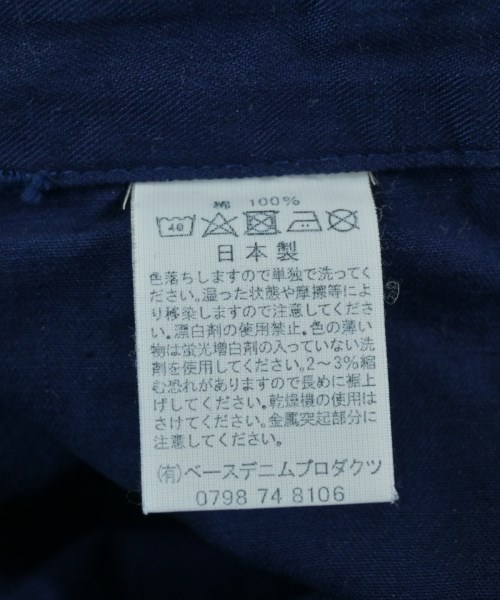 綿 100%
40
日本製
色落ちしますので単独で洗ってく
ださい。湿った状態や摩擦等によ
り移染しますので注意してくださ
い。漂白剤の使用禁止。色の薄い
物は蛍光増白剤の入っていない洗
剤を使用してください。2〜3%縮
む恐れがありますので長めに裾上
げしてください。乾燥機の使用は
さけてください。金属突起部分に
注意してください。
(有)ベースデニムプロダクツ
0798 74 8106